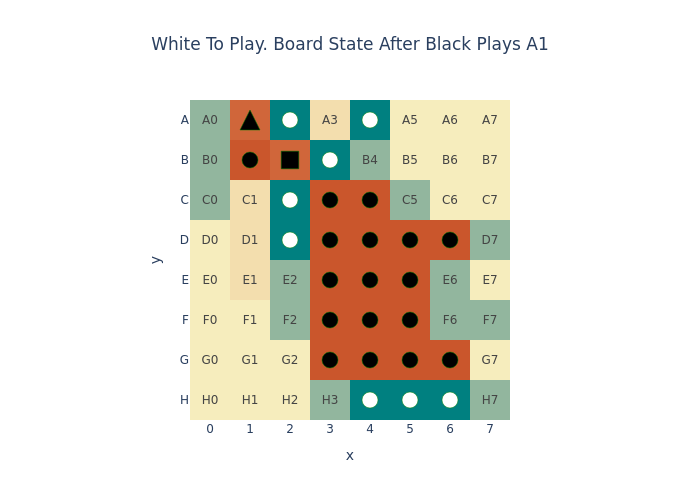 White To Play. Board State After Black Plays A1
A A0 A3 A5 A6 A7
B B0 B4 B5 B6 B7
C C0 C1 C5 C6 C7
D D0 D1 D7
E E0 E1 E2 E6 E7
F F0 F1 F2 F6 F7
G G0 G1 G2 G7
H H0 H1 H2 H3 H7
0 1 2 3 4 5 6 7
x
y